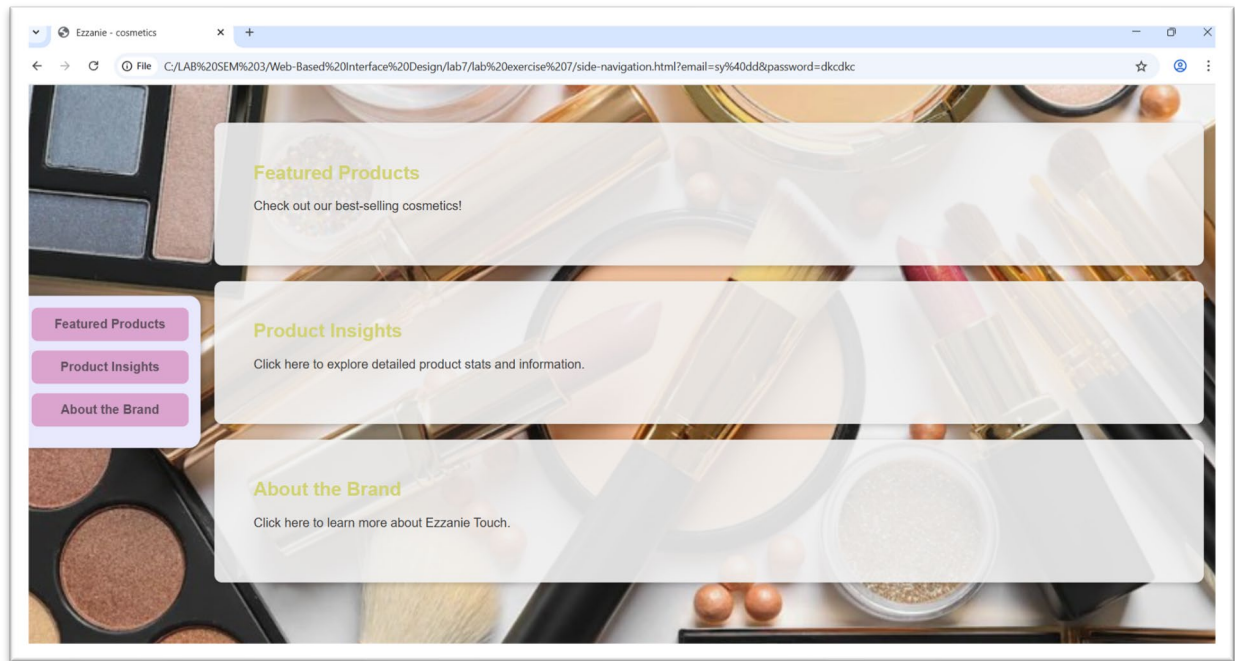 Ezzanie - cosmetics
File C:/LAB%20SEM%203/Web-Based%20Interface%20Design/lab7/lab%20exercise%207/side-navigation.html?email=sy%40dd&password=dkcdkc
Featured Products
Check out our best-selling cosmetics!
Featured Products
Product Insights
About the Brand
Product Insights
Click here to explore detailed product stats and information.
About the Brand
Click here to learn more about Ezzanie Touch.